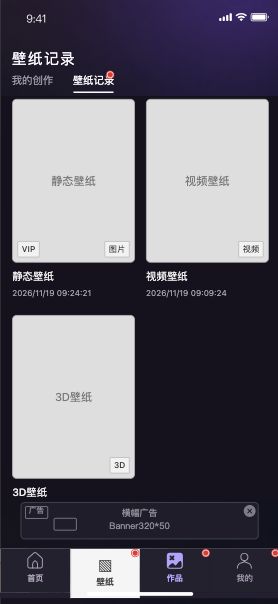 9:41
壁纸记录
我的创作 壁纸记录
静态壁纸
VIP 图片
静态壁纸
2026/11/19 09:24:21
视频壁纸
视频
视频壁纸
2026/11/19 09:09:24
3D壁纸
3D
3D壁纸
广告
横幅广告
Banner320*50
首页 壁纸 作品 我的